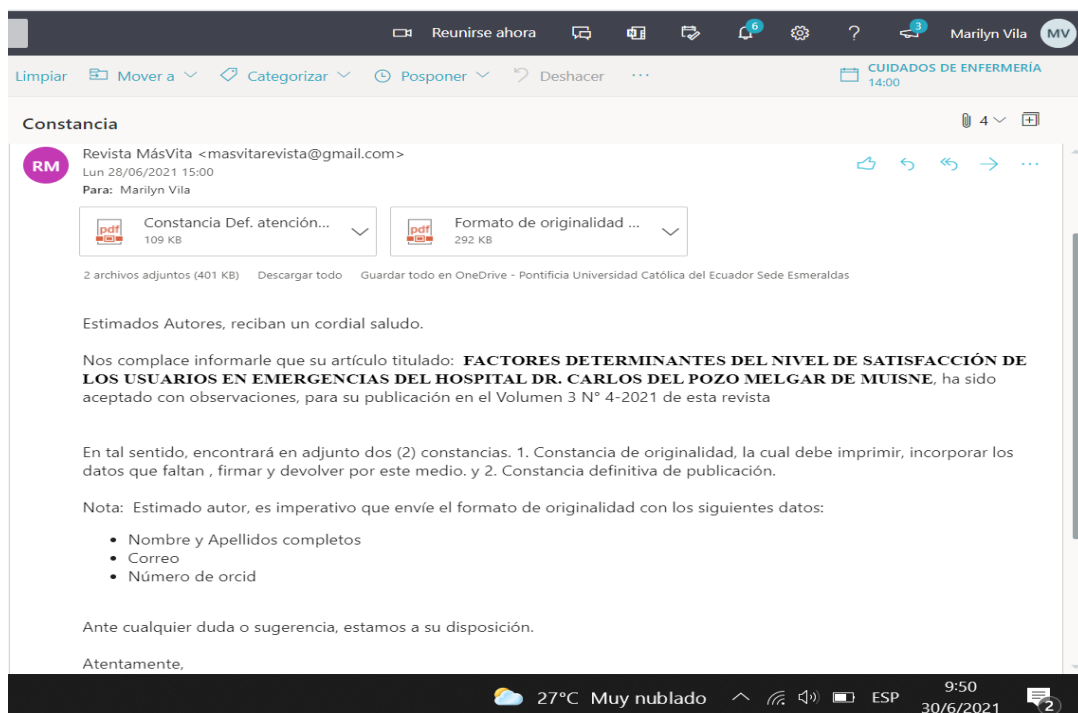 Reunirse ahora 6 ? 3 Marilyn Vila MV
Limpiar Mover a Categorizar Posponer Deshacer ... CUIDADOS DE ENFERMERÍA
14:00
Constancia 4
RM Revista MásVita <masvitarevista@gmail.com>
Lun 28/06/2021 15:00
Para: Marilyn Vila
pdf Constancia Def. atención...
109 KB
pdf Formato de originalidad ...
292 KB
2 archivos adjuntos (401 KB) Descargar todo Guardar todo en OneDrive - Pontificia Universidad Católica del Ecuador Sede Esmeraldas
Estimados Autores, reciban un cordial saludo.
Nos complace informarle que su artículo titulado: FACTORES DETERMINANTES DEL NIVEL DE SATISFACCIÓN DE
LOS USUARIOS EN EMERGENCIAS DEL HOSPITAL DR. CARLOS DEL POZO MELGAR DE MUISNE, ha sido
aceptado con observaciones, para su publicación en el Volumen 3 N° 4-2021 de esta revista
En tal sentido, encontrará en adjunto dos (2) constancias. 1. Constancia de originalidad, la cual debe imprimir, incorporar los
datos que faltan , firmar y devolver por este medio. y 2. Constancia definitiva de publicación.
Nota: Estimado autor, es imperativo que envíe el formato de originalidad con los siguientes datos:
• Nombre y Apellidos completos
• Correo
• Número de orcid
Ante cualquier duda o sugerencia, estamos a su disposición.
Atentamente,
27°C Muy nublado ESP 9:50
30/6/2021 2